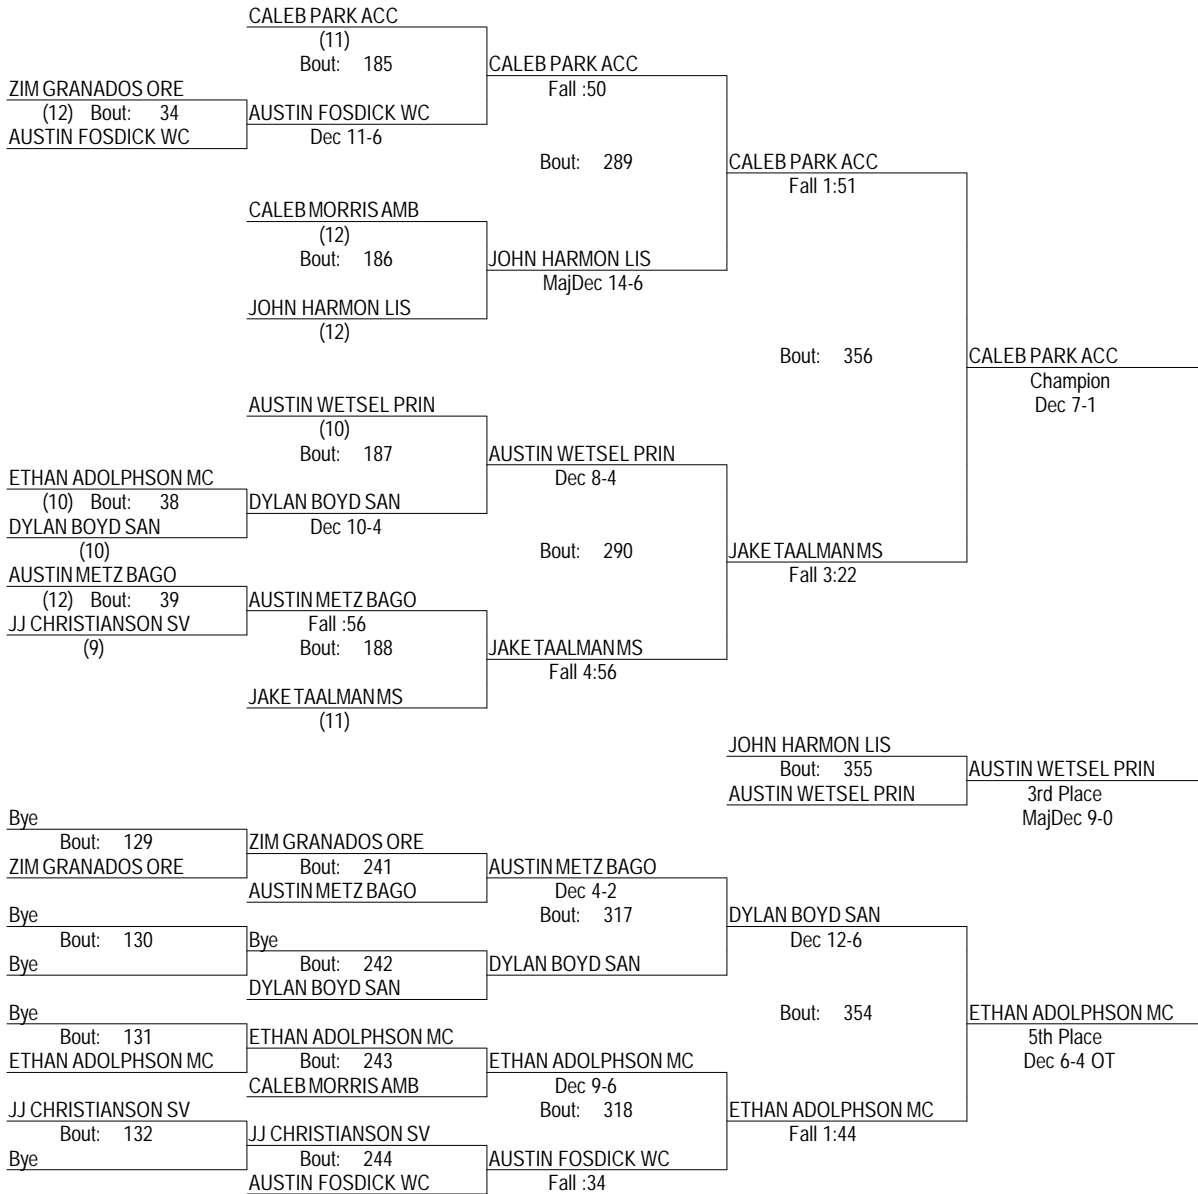 CALEB PARK ACC
(11)
Bout: 185
CALEB PARK ACC
Fall :50
ZIM GRANADOS ORE
(12) Bout: 34
AUSTIN FOSDICK WC
AUSTIN FOSDICK WC
Dec 11-6
Bout: 289
CALEB PARK ACC
Fall 1:51
CALEB MORRIS AMB
(12)
Bout: 186
JOHN HARMON LIS
MajDec 14-6
JOHN HARMON LIS
(12)
Bout: 356
CALEB PARK ACC
Champion
Dec 7-1
AUSTIN WETSEL PRIN
(10)
Bout: 187
AUSTIN WETSEL PRIN
Dec 8-4
ETHAN ADOLPHSON MC
(10) Bout: 38
DYLAN BOYD SAN
(10)
DYLAN BOYD SAN
Dec 10-4
Bout: 290
JAKE TAALMAN MS
Fall 3:22
AUSTIN METZ BAGO
(12) Bout: 39
JJ CHRISTIANSON SV
(9)
AUSTIN METZ BAGO
Fall :56
Bout: 188
JAKE TAALMAN MS
Fall 4:56
JAKE TAALMAN MS
(11)
JOHN HARMON LIS
Bout: 355
AUSTIN WETSEL PRIN
AUSTIN WETSEL PRIN
3rd Place
MajDec 9-0
Bye
Bout: 129
ZIM GRANADOS ORE
ZIM GRANADOS ORE
Bout: 241
AUSTIN METZ BAGO
AUSTIN METZ BAGO
Dec 4-2
Bout: 317
DYLAN BOYD SAN
Dec 12-6
Bye
Bout: 130
Bye
Bye
Bout: 242
DYLAN BOYD SAN
DYLAN BOYD SAN
Bout: 354
ETHAN ADOLPHSON MC
5th Place
Dec 6-4 OT
Bye
Bout: 131
ETHAN ADOLPHSON MC
ETHAN ADOLPHSON MC
Bout: 243
CALEB MORRIS AMB
ETHAN ADOLPHSON MC
Dec 9-6
Bout: 318
ETHAN ADOLPHSON MC
Fall 1:44
JJ CHRISTIANSON SV
Bout: 132
Bye
JJ CHRISTIANSON SV
Bout: 244
AUSTIN FOSDICK WC
AUSTIN FOSDICK WC
Fall :34